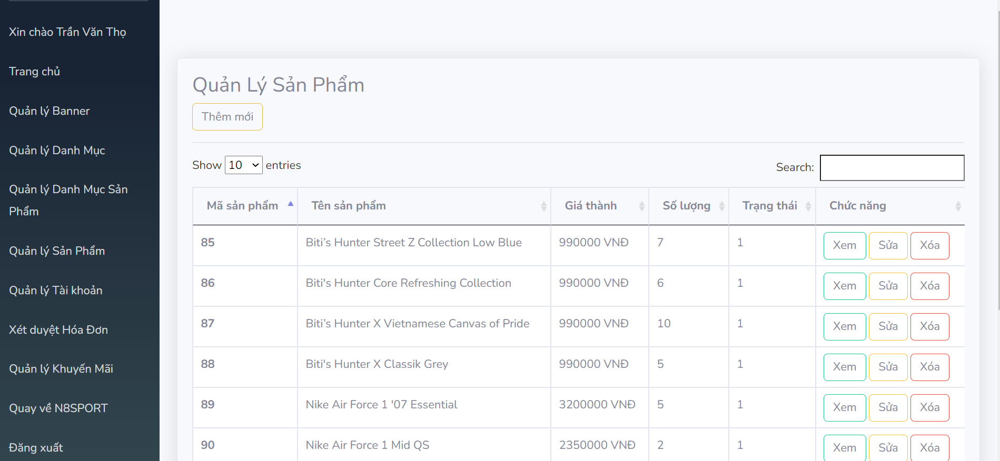 Xin chào Trần Văn Thọ
Trang chủ
Quản lý Banner
Quản lý Danh Mục
Quản lý Danh Mục Sản
Phẩm
Quản lý Sản Phẩm
Quản lý Tài khoản
Xét duyệt Hóa Đơn
Quản lý Khuyến Mãi
Quay về N8SPORT
Đăng xuất
Quản Lý Sản Phẩm
Thêm mới
Show 10 entries
Search:
Mã sản phẩm Tên sản phẩm Giá thành Số lượng Trạng thái Chức năng
85 Biti’s Hunter Street Z Collection Low Blue 990000 VNĐ 7 1 Xem Sửa Xóa
86 Biti's Hunter Core Refreshing Collection 990000 VNĐ 6 1 Xem Sửa Xóa
87 Biti’s Hunter X Vietnamese Canvas of Pride 990000 VNĐ 10 1 Xem Sửa Xóa
88 Biti's Hunter X Classik Grey 990000 VNĐ 5 1 Xem Sửa Xóa
89 Nike Air Force 1 '07 Essential 3200000 VNĐ 5 1 Xem Sửa Xóa
90 Nike Air Force 1 Mid QS 2350000 VNĐ 2 1 Xem Sửa Xóa